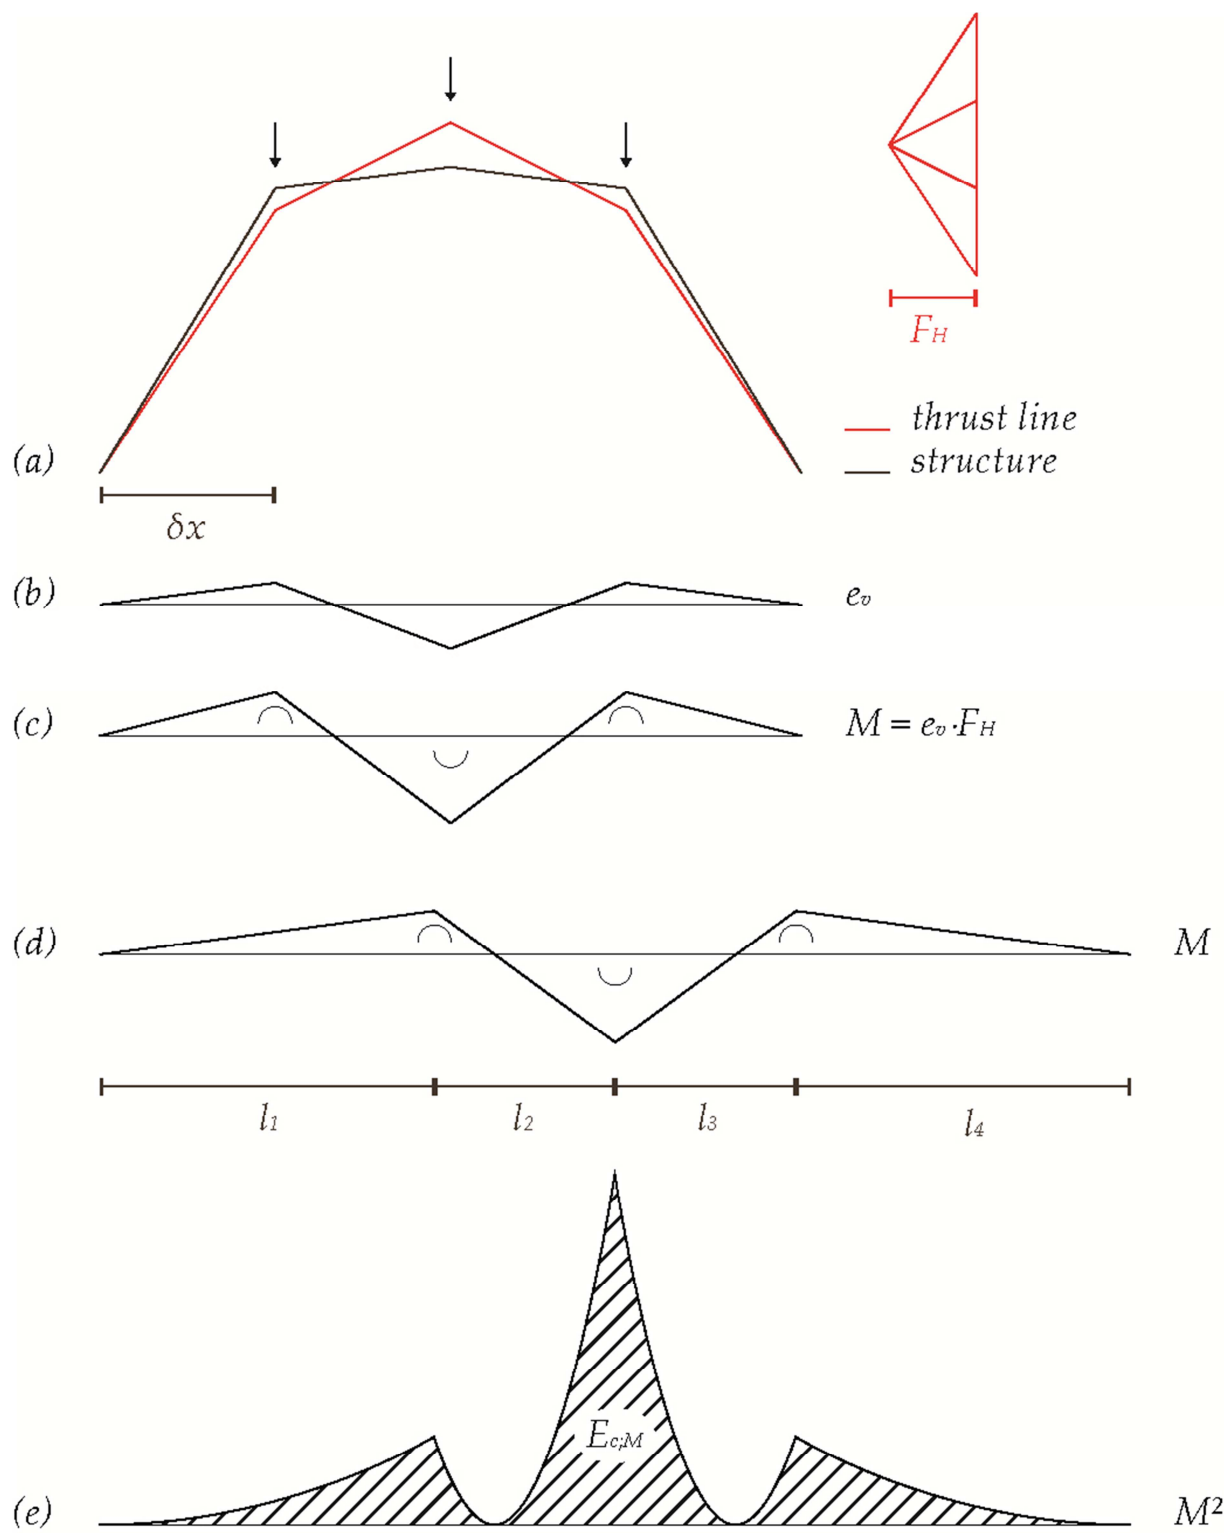 F_H
thrust line
structure
(a)
δx
(b)
e_v
(c)
M = e_v·F_H
(d)
M
l_1
l_2
l_3
l_4
E_c;M
(e)
M²